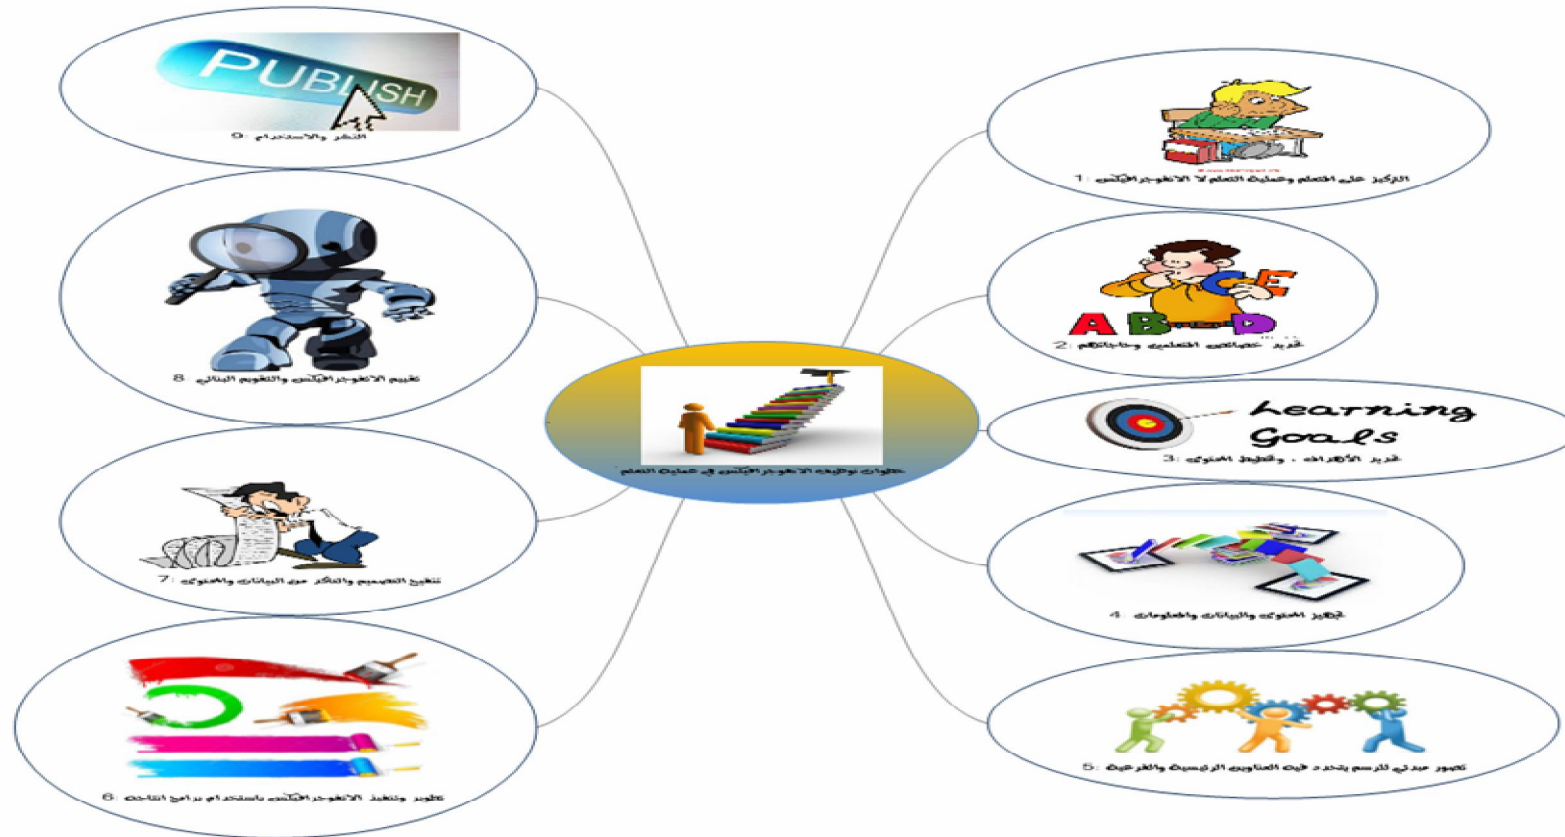 خطوات توظيف الانفوجرافيكس في عملية التعلم
1: التركيز على المتعلم وعملية التعلم لا الانفوجرافيكس
A B C D E
2: تحديد خصائص المتعلمين وحاجاتهم
Learning
Goals
3: تحديد الأهداف ، وتخطيط المحتوى
4: تجهيز المحتوى والبيانات والمعلومات
5: تصور مبدئي للرسم يتحدد فيه العناوين الرئيسية والفرعية
6: تطوير وتنفيذ الانفوجرافيكس باستخدام برامج انتاجه
7: تنقيح التصميم والتاكد من البيانات والمحتوى
8: تقييم الانفوجرافيكس والتقويم البنائي
PUBLISH
9: النشر والاستخدام